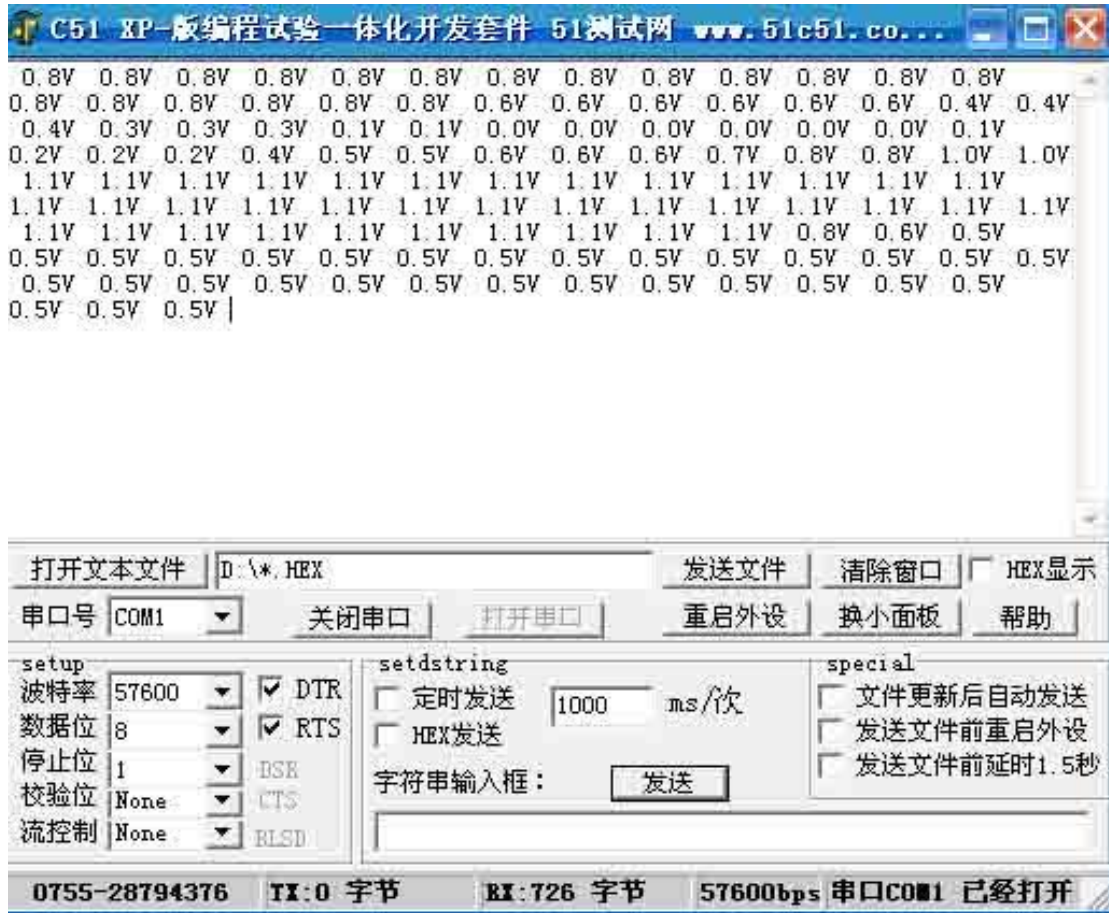 C51 XP-版编程试验一体化开发套件 51测试网 www.51c51.co...
0.8V 0.8V 0.8V 0.8V 0.8V 0.8V 0.8V 0.8V 0.8V 0.8V 0.8V 0.8V 0.8V
0.8V 0.8V 0.8V 0.8V 0.8V 0.8V 0.6V 0.6V 0.6V 0.6V 0.6V 0.6V 0.4V 0.4V
0.4V 0.3V 0.3V 0.3V 0.1V 0.1V 0.0V 0.0V 0.0V 0.0V 0.0V 0.0V 0.1V
0.2V 0.2V 0.2V 0.4V 0.5V 0.5V 0.6V 0.6V 0.6V 0.7V 0.8V 0.8V 1.0V 1.0V
1.1V 1.1V 1.1V 1.1V 1.1V 1.1V 1.1V 1.1V 1.1V 1.1V 1.1V 1.1V 1.1V
1.1V 1.1V 1.1V 1.1V 1.1V 1.1V 1.1V 1.1V 1.1V 1.1V 1.1V 1.1V 1.1V 1.1V
1.1V 1.1V 1.1V 1.1V 1.1V 1.1V 1.1V 1.1V 1.1V 1.1V 0.8V 0.6V 0.5V
0.5V 0.5V 0.5V 0.5V 0.5V 0.5V 0.5V 0.5V 0.5V 0.5V 0.5V 0.5V 0.5V 0.5V
0.5V 0.5V 0.5V 0.5V 0.5V 0.5V 0.5V 0.5V 0.5V 0.5V 0.5V 0.5V 0.5V
0.5V 0.5V 0.5V
打开文本文件 D:\*.HEX 发送文件 清除窗口 HEX显示
串口号 COM1 关闭串口 打开串口 重启外设 换小面板 帮助
setup setdstring special
波特率 57600 DTR 定时发送 1000 ms/次 文件更新后自动发送
数据位 8 RTS HEX发送 发送文件前重启外设
停止位 1 DSR 发送文件前延时1.5秒
校验位 None CTS 字符串输入框： 发送
流控制 None RLSD
0755-28794376 TX:0 字节 RX:726 字节 57600bps 串口COM1 已经打开